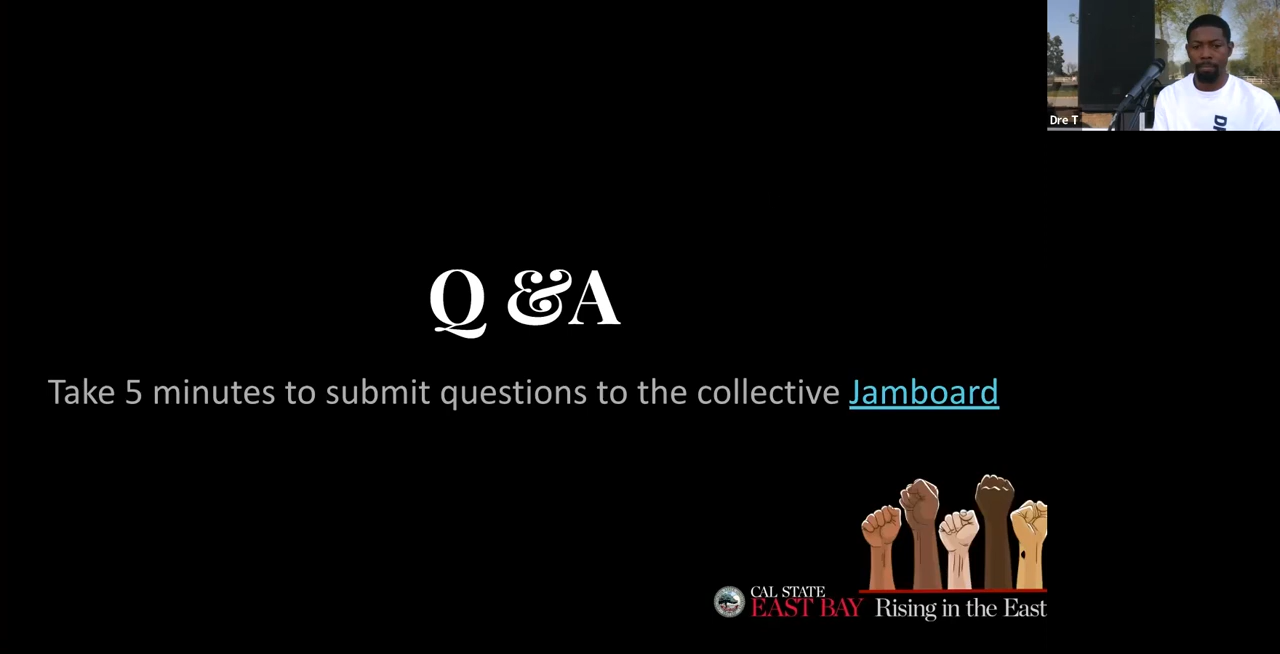 Dre T
Q &A
Take 5 minutes to submit questions to the collective Jamboard
CAL STATE
EAST BAY Rising in the East